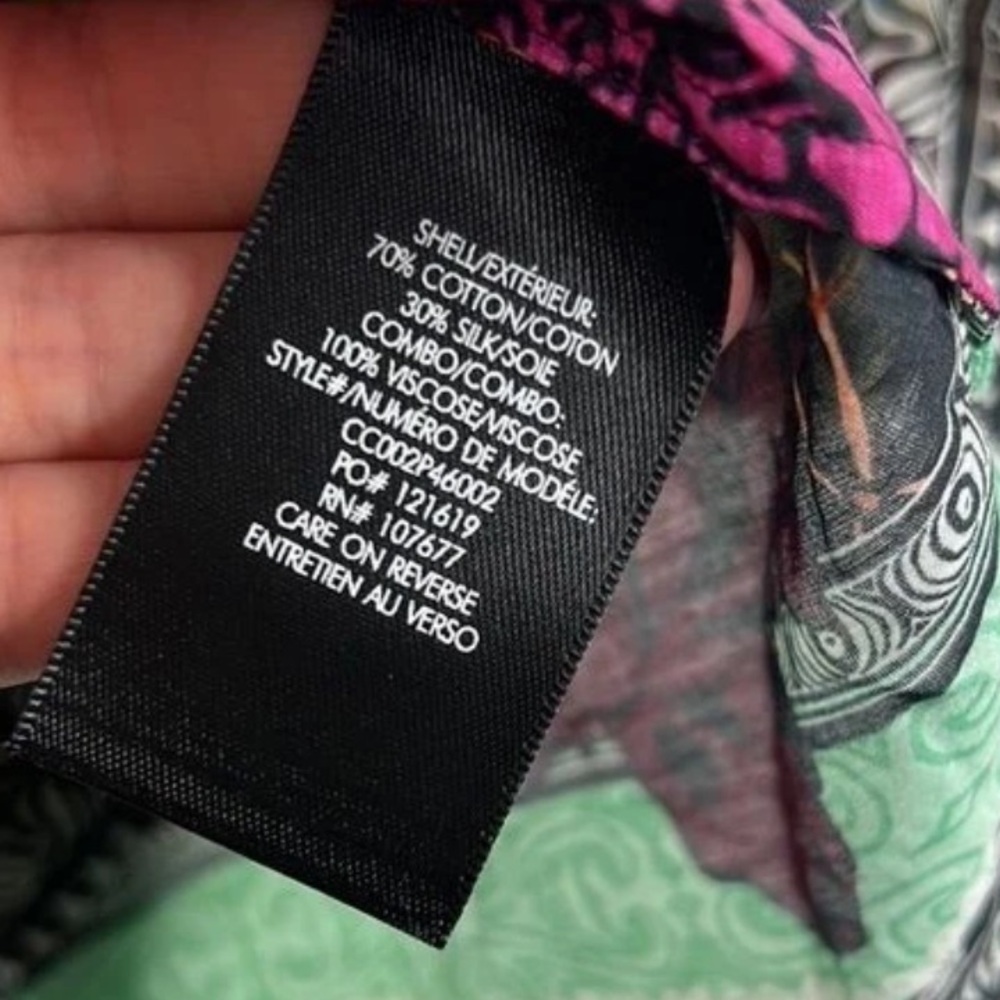 SHELL/EXTÉRIEUR:
70% COTTON/COTON
30% SILK/SOIE
COMBO/COMBO:
100% VISCOSE/VISCOSE
STYLE#/NUMÉRO DE MODÉLE:
CC002P46002
PO# 121619
RN# 107677
CARE ON REVERSE
ENTRETIEN AU VERSO